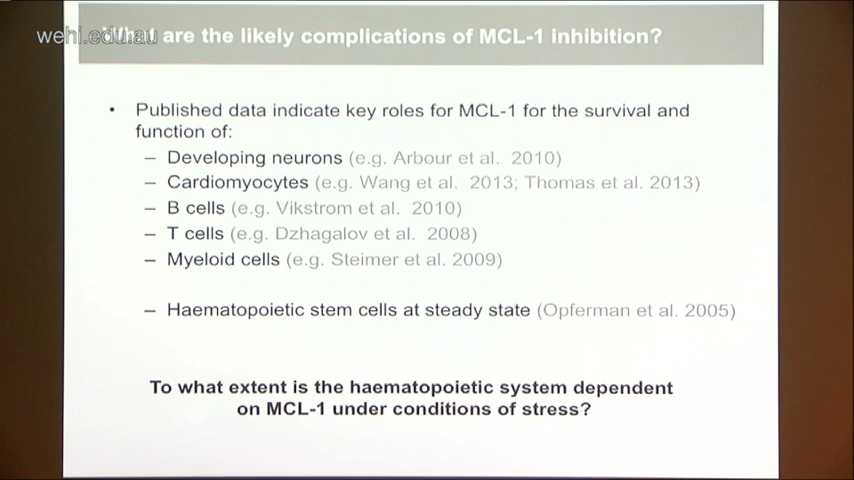 wehi.edu.au
What are the likely complications of MCL-1 inhibition?
• Published data indicate key roles for MCL-1 for the survival and
function of:
– Developing neurons (e.g. Arbour et al. 2010)
– Cardiomyocytes (e.g. Wang et al. 2013; Thomas et al. 2013)
– B cells (e.g. Vikstrom et al. 2010)
– T cells (e.g. Dzhagalov et al. 2008)
– Myeloid cells (e.g. Steimer et al. 2009)
– Haematopoietic stem cells at steady state (Opferman et al. 2005)
To what extent is the haematopoietic system dependent
on MCL-1 under conditions of stress?